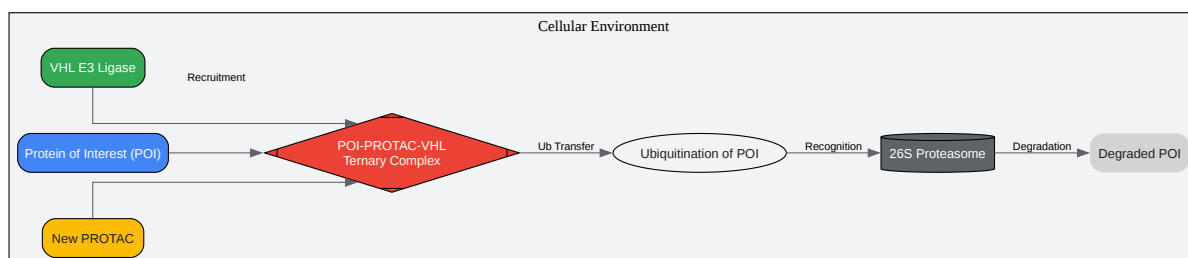 Cellular Environment
VHL E3 Ligase
Recruitment
Protein of Interest (POI)
POI-PROTAC-VHL
Ternary Complex
Ub Transfer
Ubiquitination of POI
Recognition
26S Proteasome
Degradation
Degraded POI
New PROTAC